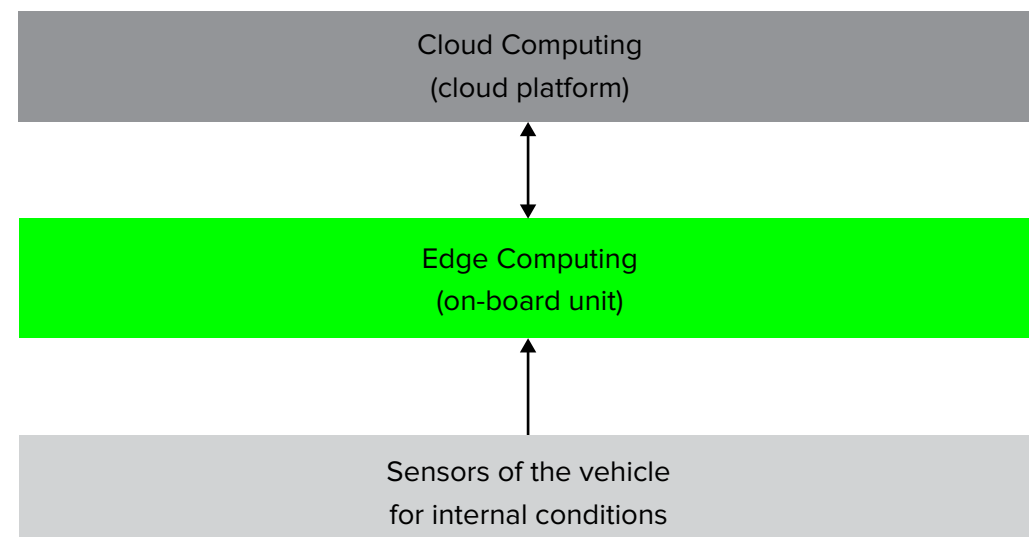 Cloud Computing
(cloud platform)
Edge Computing
(on-board unit)
Sensors of the vehicle
for internal conditions